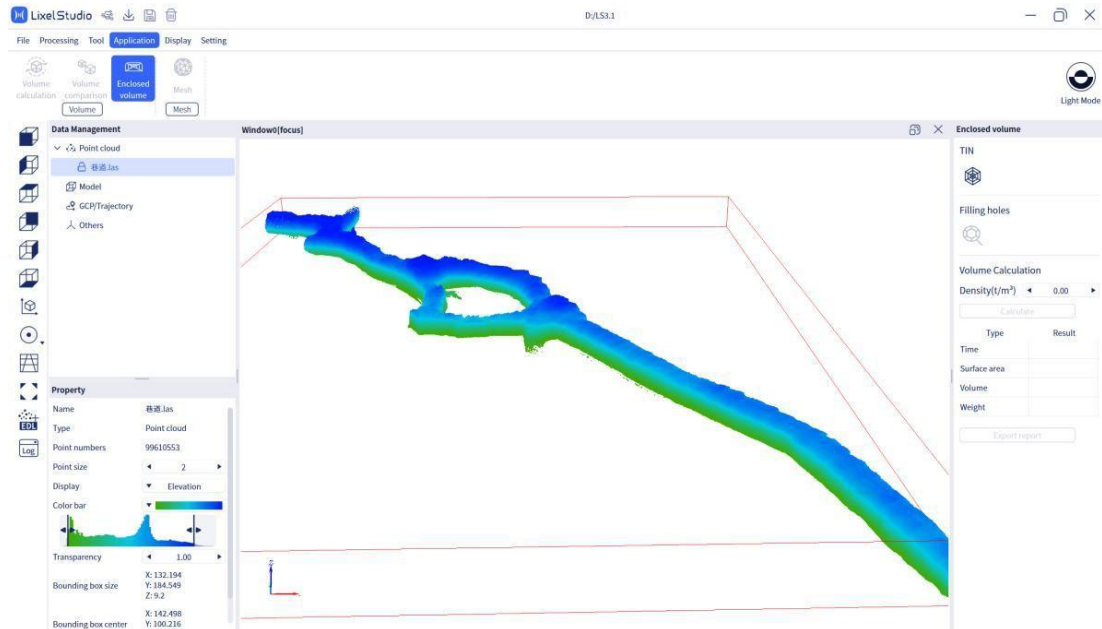 LixelStudio
D:/LS3.1
File Processing Tool Application Display Setting
Volume calculation
Volume comparison
Enclosed volume
Mesh
Volume
Mesh
Light Mode
Data Management
Point cloud
巷道.las
Model
GCP/Trajectory
Others
Window0[focus]
Property
Name 巷道.las
Type Point cloud
Point numbers 99610553
Point size 2
Display Elevation
Color bar
Transparency 1.00
Bounding box size X: 132.194
Y: 184.549
Z: 9.2
Bounding box center X: 142.498
Y: 100.216
EDL
Log
Z
Enclosed volume
TIN
Filling holes
Volume Calculation
Density(t/m³) 0.00
Calculate
Type Result
Time
Surface area
Volume
Weight
Export report